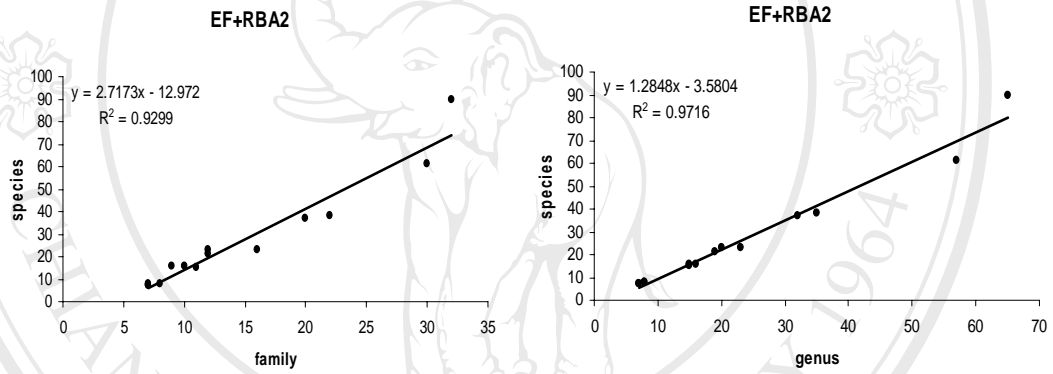 EF+RBA2
y = 2.7173x - 12.972
R² = 0.9299
100
90
80
70
60
50
40
30
20
10
0
species
0 5 10 15 20 25 30 35
family
EF+RBA2
y = 1.2848x - 3.5804
R² = 0.9716
100
90
80
70
60
50
40
30
20
10
0
species
0 10 20 30 40 50 60 70
genus
1964